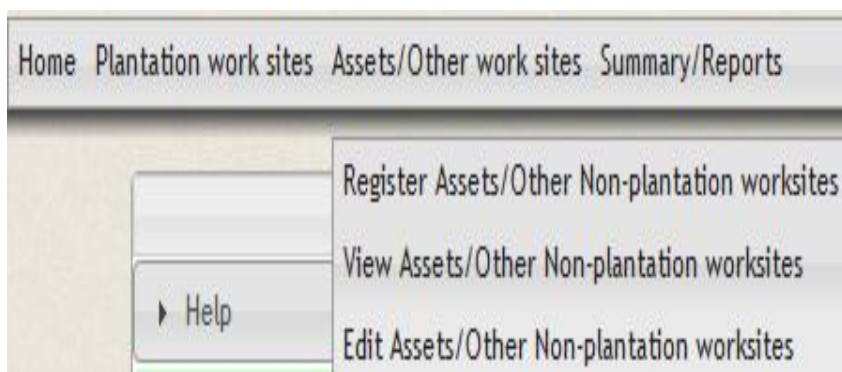 Home Plantation work sites Assets/Other work sites Summary/Reports
Register Assets/Other Non-plantation worksites
View Assets/Other Non-plantation worksites
Help
Edit Assets/Other Non-plantation worksites